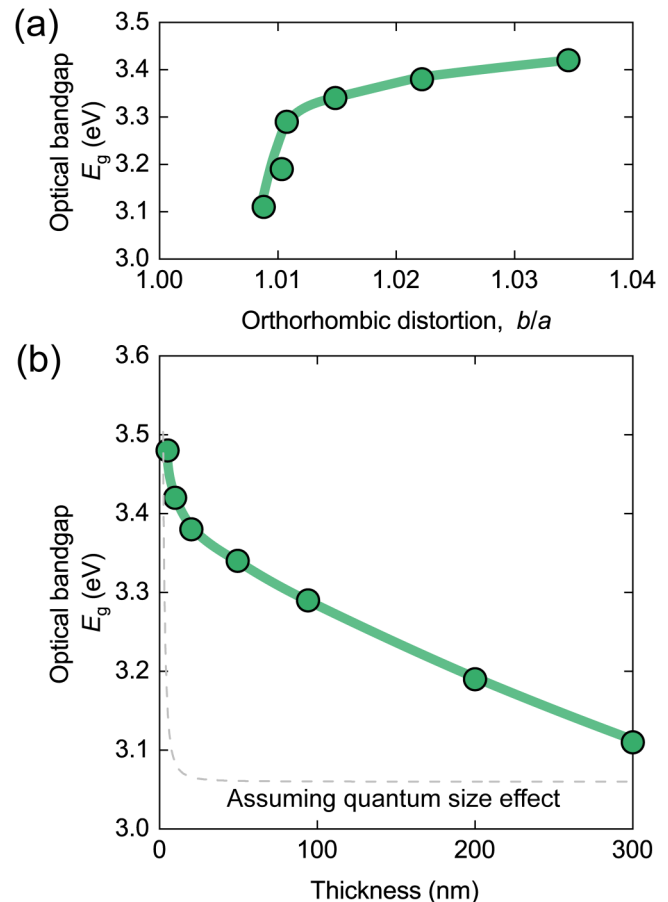 (a)
3.5
3.4
3.3
3.2
3.1
3.0
Optical bandgap
Eg (eV)
1.00
1.01
1.02
1.03
1.04
Orthorhombic distortion, b/a
(b)
3.6
3.5
3.4
3.3
3.2
3.1
3.0
Optical bandgap
Eg (eV)
Assuming quantum size effect
0
100
200
300
Thickness (nm)